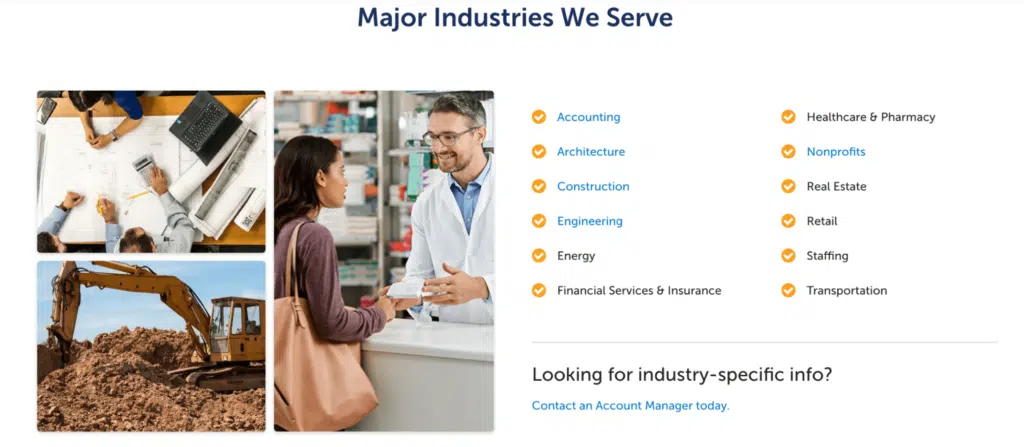 Major Industries We Serve
Accounting
Architecture
Construction
Engineering
Energy
Financial Services & Insurance
Healthcare & Pharmacy
Nonprofits
Real Estate
Retail
Staffing
Transportation
Looking for industry-specific info?
Contact an Account Manager today.